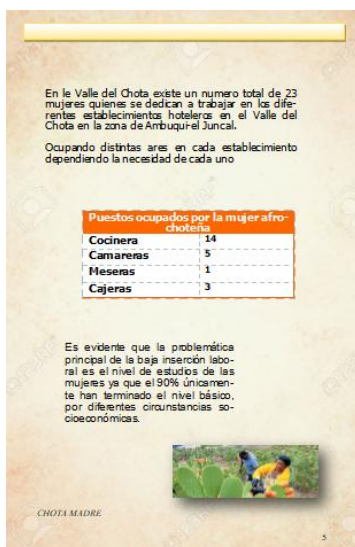 En le Valle del Chota existe un numero total de 23
mujeres quienes se dedican a trabajar en los dife-
rentes establecimientos hoteleros en el Valle del
Chota en la zona de Ambuqui-el Juncal.
Ocupando distintas ares en cada establecimiento
dependiendo la necesidad de cada uno
Puestos ocupados por la mujer afro-
choteña
Cocinera 14
Camareras 5
Meseras 1
Cajeras 3
Es evidente que la problemática
principal de la baja inserción labo-
ral es el nivel de estudios de las
mujeres ya que el 90% únicamen-
te han terminado el nivel básico,
por diferentes circunstancias so-
cioeconómicas.
CHOTA MADRE
5